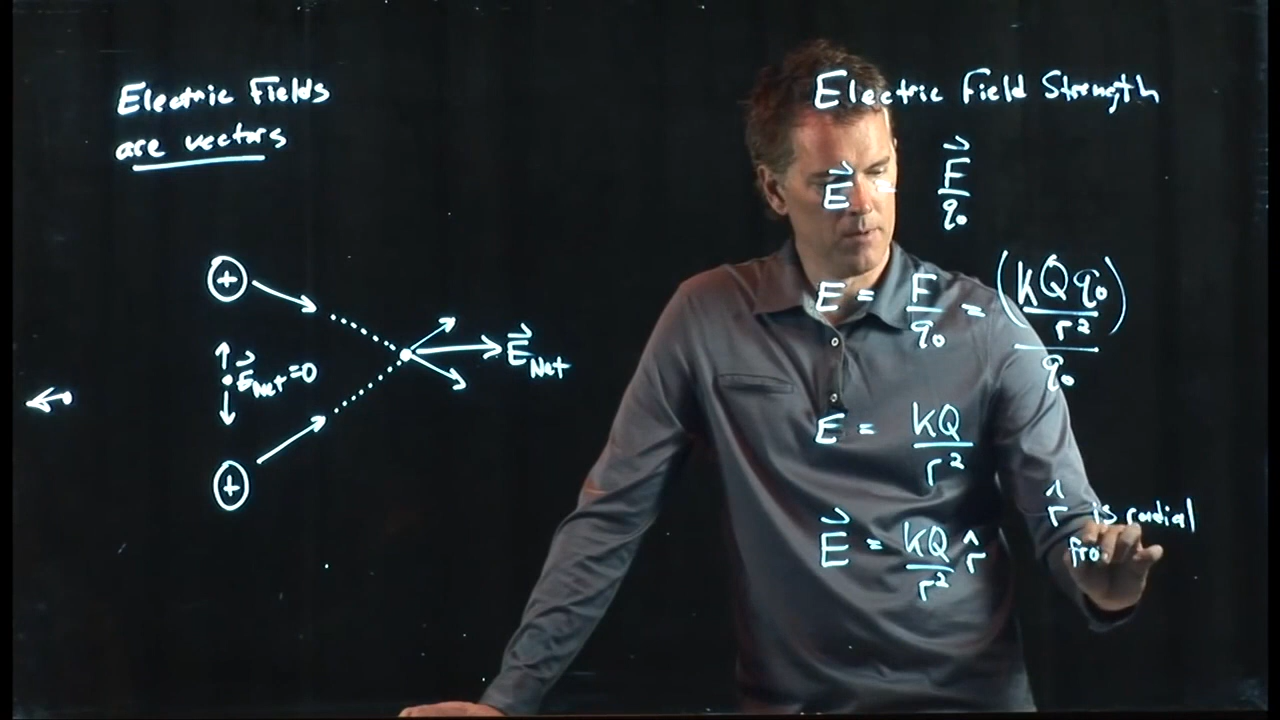 Electric Fields
are vectors
+
E⃗Net=0
E⃗Net
+
Electric Field Strength
E⃗ = F⃗/q₀
E = F/q₀ = (kQq₀/r²)/q₀
E = kQ/r²
E⃗ = kQ/r² r̂
r̂ is radial